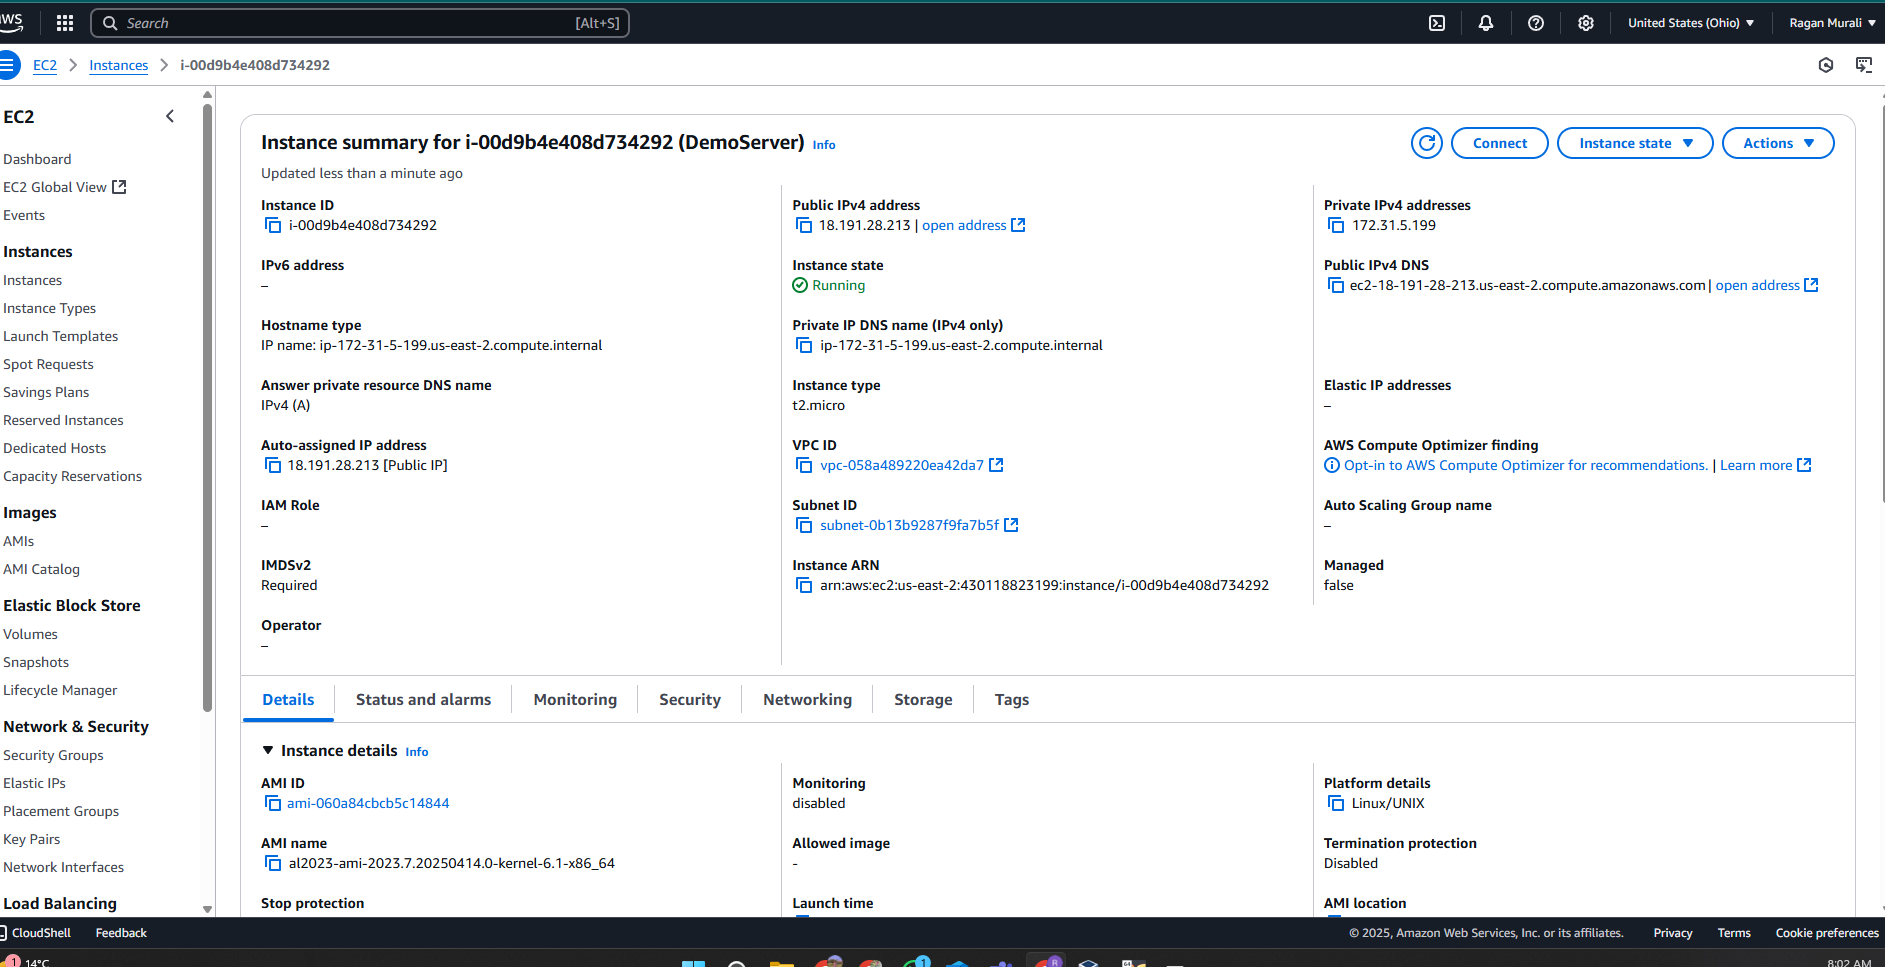 aws
Search [Alt+S]
United States (Ohio)
Ragan Murali
EC2 Instances i-00d9b4e408d734292
EC2
Dashboard
EC2 Global View
Events
Instances
Instances
Instance Types
Launch Templates
Spot Requests
Savings Plans
Reserved Instances
Dedicated Hosts
Capacity Reservations
Images
AMIs
AMI Catalog
Elastic Block Store
Volumes
Snapshots
Lifecycle Manager
Network & Security
Security Groups
Elastic IPs
Placement Groups
Key Pairs
Network Interfaces
Load Balancing
Instance summary for i-00d9b4e408d734292 (DemoServer) Info
Updated less than a minute ago
Connect
Instance state
Actions
Instance ID
i-00d9b4e408d734292
Public IPv4 address
18.191.28.213 | open address
Private IPv4 addresses
172.31.5.199
IPv6 address
–
Instance state
Running
Public IPv4 DNS
ec2-18-191-28-213.us-east-2.compute.amazonaws.com | open address
Hostname type
IP name: ip-172-31-5-199.us-east-2.compute.internal
Private IP DNS name (IPv4 only)
ip-172-31-5-199.us-east-2.compute.internal
Answer private resource DNS name
IPv4 (A)
Instance type
t2.micro
Elastic IP addresses
–
Auto-assigned IP address
18.191.28.213 [Public IP]
VPC ID
vpc-058a489220ea42da7
AWS Compute Optimizer finding
Opt-in to AWS Compute Optimizer for recommendations. | Learn more
IAM Role
–
Subnet ID
subnet-0b13b9287f9fa7b5f
Auto Scaling Group name
–
IMDSv2
Required
Instance ARN
arn:aws:ec2:us-east-2:430118823199:instance/i-00d9b4e408d734292
Managed
false
Operator
–
Details
Status and alarms
Monitoring
Security
Networking
Storage
Tags
Instance details Info
AMI ID
ami-060a84cbcb5c14844
Monitoring
disabled
Platform details
Linux/UNIX
AMI name
al2023-ami-2023.7.20250414.0-kernel-6.1-x86_64
Allowed image
-
Termination protection
Disabled
Stop protection
Launch time
AMI location
CloudShell
Feedback
© 2025, Amazon Web Services, Inc. or its affiliates.
Privacy
Terms
Cookie preferences
1
14°C
1
R
64
8:02 AM